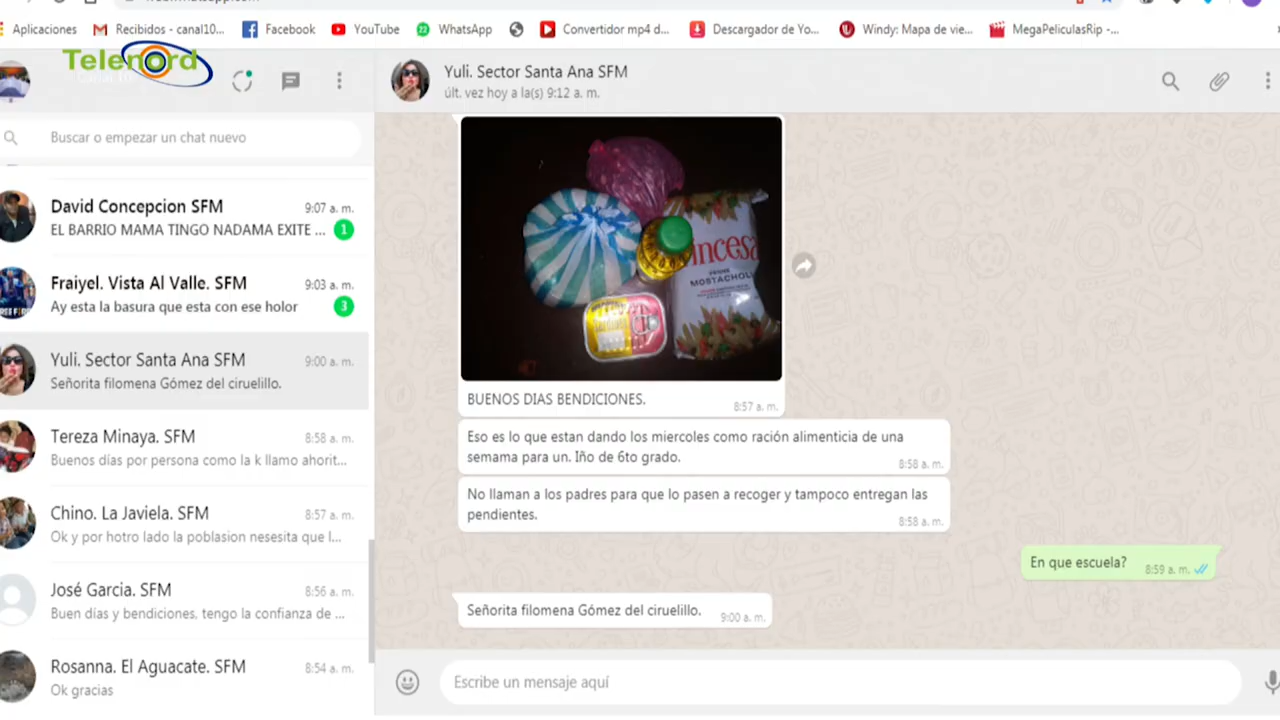 Aplicaciones
Recibidos - canal10...
Facebook
YouTube
22
WhatsApp
Convertidor mp4 d...
Descargador de Yo...
Windy: Mapa de vie...
MegaPeliculasRip -...
Telenord
Yuli. Sector Santa Ana SFM
últ. vez hoy a la(s) 9:12 a. m.
Buscar o empezar un chat nuevo
David Concepcion SFM
9:07 a. m.
EL BARRIO MAMA TINGO NADAMA EXITE ...
1
Fraiyel. Vista Al Valle. SFM
9:03 a. m.
Ay esta la basura que esta con ese holor
3
Yuli. Sector Santa Ana SFM
9:00 a. m.
Señorita filomena Gómez del ciruelillo.
Tereza Minaya. SFM
8:58 a. m.
Buenos días por persona como la k llamo ahorit...
Chino. La Javiela. SFM
8:57 a. m.
Ok y por hotro lado la poblasion nesesita que l...
José Garcia. SFM
8:56 a. m.
Buen días y bendiciones, tengo la confianza de ...
Rosanna. El Aguacate. SFM
8:54 a. m.
Ok gracias
incesa
MOSTACHOLI
BUENOS DIAS BENDICIONES.
8:57 a. m.
Eso es lo que estan dando los miercoles como ración alimenticia de una
semama para un. Iño de 6to grado.
8:58 a. m.
No llaman a los padres para que lo pasen a recoger y tampoco entregan las
pendientes.
8:58 a. m.
En que escuela?
8:59 a. m.
Señorita filomena Gómez del ciruelillo.
9:00 a. m.
Escribe un mensaje aquí